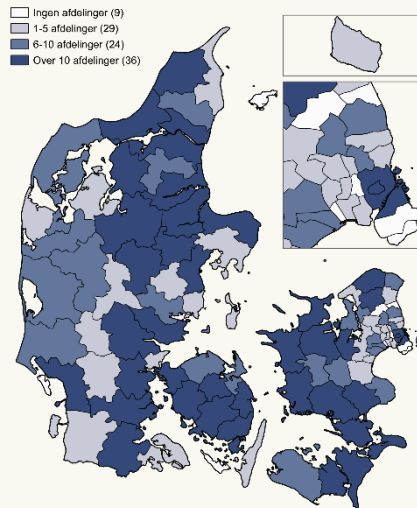 Ingen afdelinger (9)
1-5 afdelinger (29)
6-10 afdelinger (24)
Over 10 afdelinger (36)